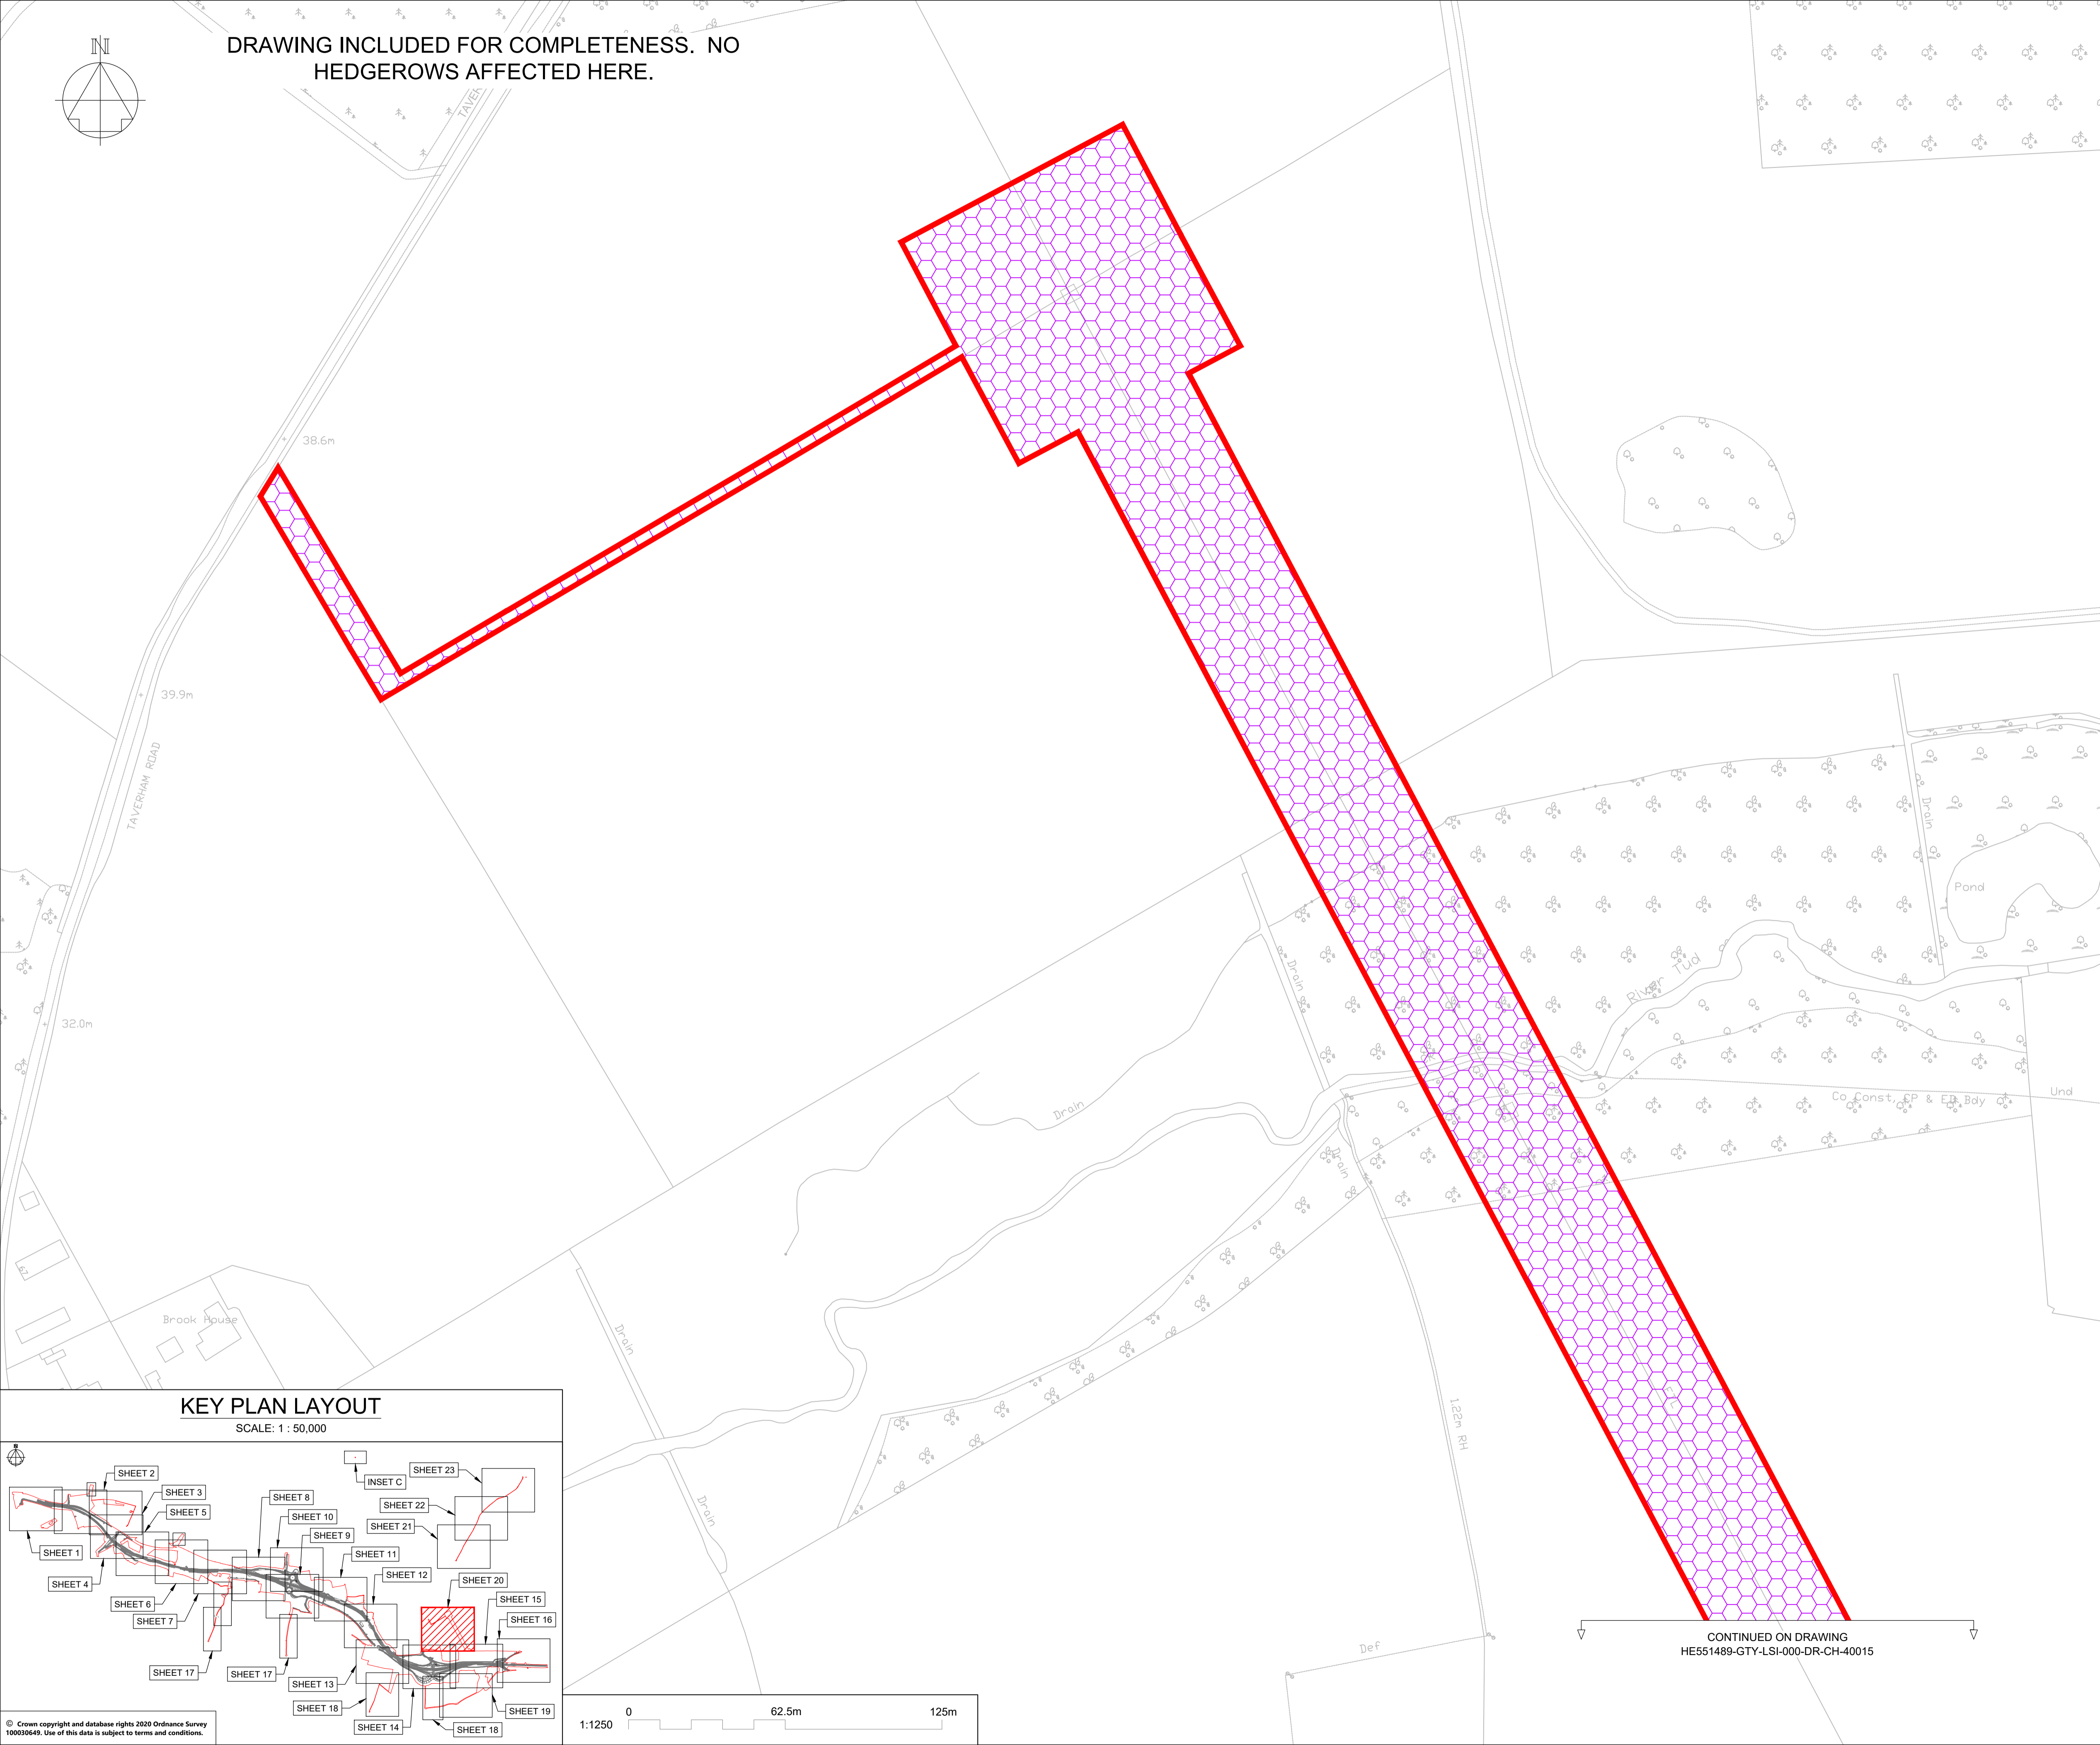 DRAWING INCLUDED FOR COMPLETENESS. NO
HEDGEROWS AFFECTED HERE.
N
38.6m
39.9m
TAVERHAM ROAD
32.0m
Brook House
Drain
Pond
River Tud
Drain
Drain
Drain
Co Const, CP & ED Bdy
Und
Drain
Drain
1.22m RH
Def
CONTINUED ON DRAWING
HE551489-GTY-LSI-000-DR-CH-40015
KEY PLAN LAYOUT
SCALE: 1 : 50,000
SHEET 2
SHEET 3
SHEET 5
SHEET 1
SHEET 4
SHEET 6
SHEET 7
SHEET 8
SHEET 10
SHEET 9
SHEET 11
SHEET 12
INSET C
SHEET 23
SHEET 22
SHEET 21
SHEET 20
SHEET 15
SHEET 16
SHEET 17
SHEET 17
SHEET 13
SHEET 18
SHEET 14
SHEET 18
SHEET 19
© Crown copyright and database rights 2020 Ordnance Survey
100030649. Use of this data is subject to terms and conditions.
1:1250
0
62.5m
125m